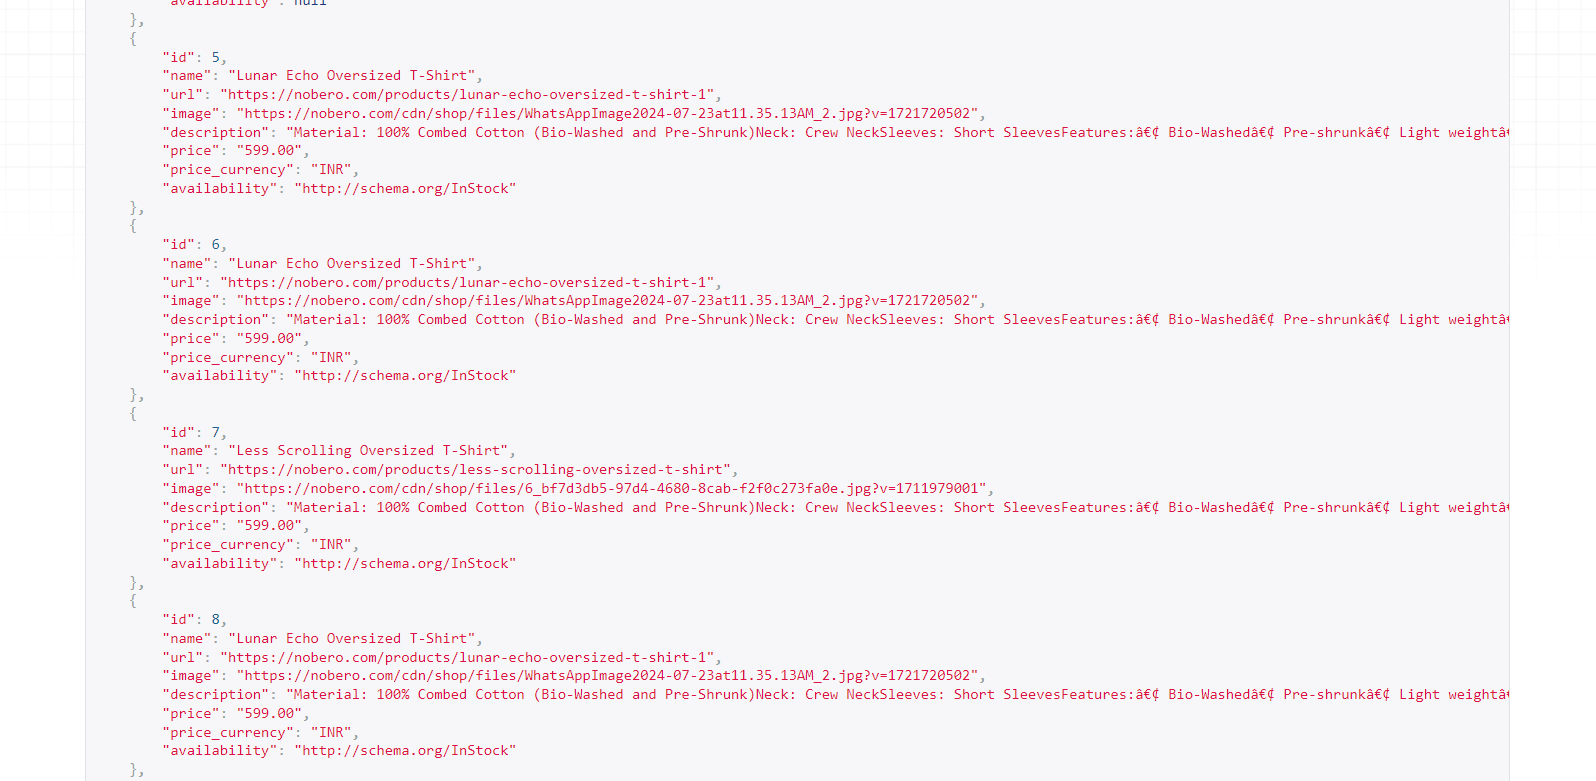 "availability": null
},
{
"id": 5,
"name": "Lunar Echo Oversized T-Shirt",
"url": "https://nobero.com/products/lunar-echo-oversized-t-shirt-1",
"image": "https://nobero.com/cdn/shop/files/WhatsAppImage2024-07-23at11.35.13AM_2.jpg?v=1721720502",
"description": "Material: 100% Combed Cotton (Bio-Washed and Pre-Shrunk)Neck: Crew NeckSleeves: Short SleevesFeatures:â€¢ Bio-Washedâ€¢ Pre-shrunkâ€¢ Light weightâ€
"price": "599.00",
"price_currency": "INR",
"availability": "http://schema.org/InStock"
},
{
"id": 6,
"name": "Lunar Echo Oversized T-Shirt",
"url": "https://nobero.com/products/lunar-echo-oversized-t-shirt-1",
"image": "https://nobero.com/cdn/shop/files/WhatsAppImage2024-07-23at11.35.13AM_2.jpg?v=1721720502",
"description": "Material: 100% Combed Cotton (Bio-Washed and Pre-Shrunk)Neck: Crew NeckSleeves: Short SleevesFeatures:â€¢ Bio-Washedâ€¢ Pre-shrunkâ€¢ Light weightâ€
"price": "599.00",
"price_currency": "INR",
"availability": "http://schema.org/InStock"
},
{
"id": 7,
"name": "Less Scrolling Oversized T-Shirt",
"url": "https://nobero.com/products/less-scrolling-oversized-t-shirt",
"image": "https://nobero.com/cdn/shop/files/6_bf7d3db5-97d4-4680-8cab-f2f0c273fa0e.jpg?v=1711979001",
"description": "Material: 100% Combed Cotton (Bio-Washed and Pre-Shrunk)Neck: Crew NeckSleeves: Short SleevesFeatures:â€¢ Bio-Washedâ€¢ Pre-shrunkâ€¢ Light weightâ€
"price": "599.00",
"price_currency": "INR",
"availability": "http://schema.org/InStock"
},
{
"id": 8,
"name": "Lunar Echo Oversized T-Shirt",
"url": "https://nobero.com/products/lunar-echo-oversized-t-shirt-1",
"image": "https://nobero.com/cdn/shop/files/WhatsAppImage2024-07-23at11.35.13AM_2.jpg?v=1721720502",
"description": "Material: 100% Combed Cotton (Bio-Washed and Pre-Shrunk)Neck: Crew NeckSleeves: Short SleevesFeatures:â€¢ Bio-Washedâ€¢ Pre-shrunkâ€¢ Light weightâ€
"price": "599.00",
"price_currency": "INR",
"availability": "http://schema.org/InStock"
},